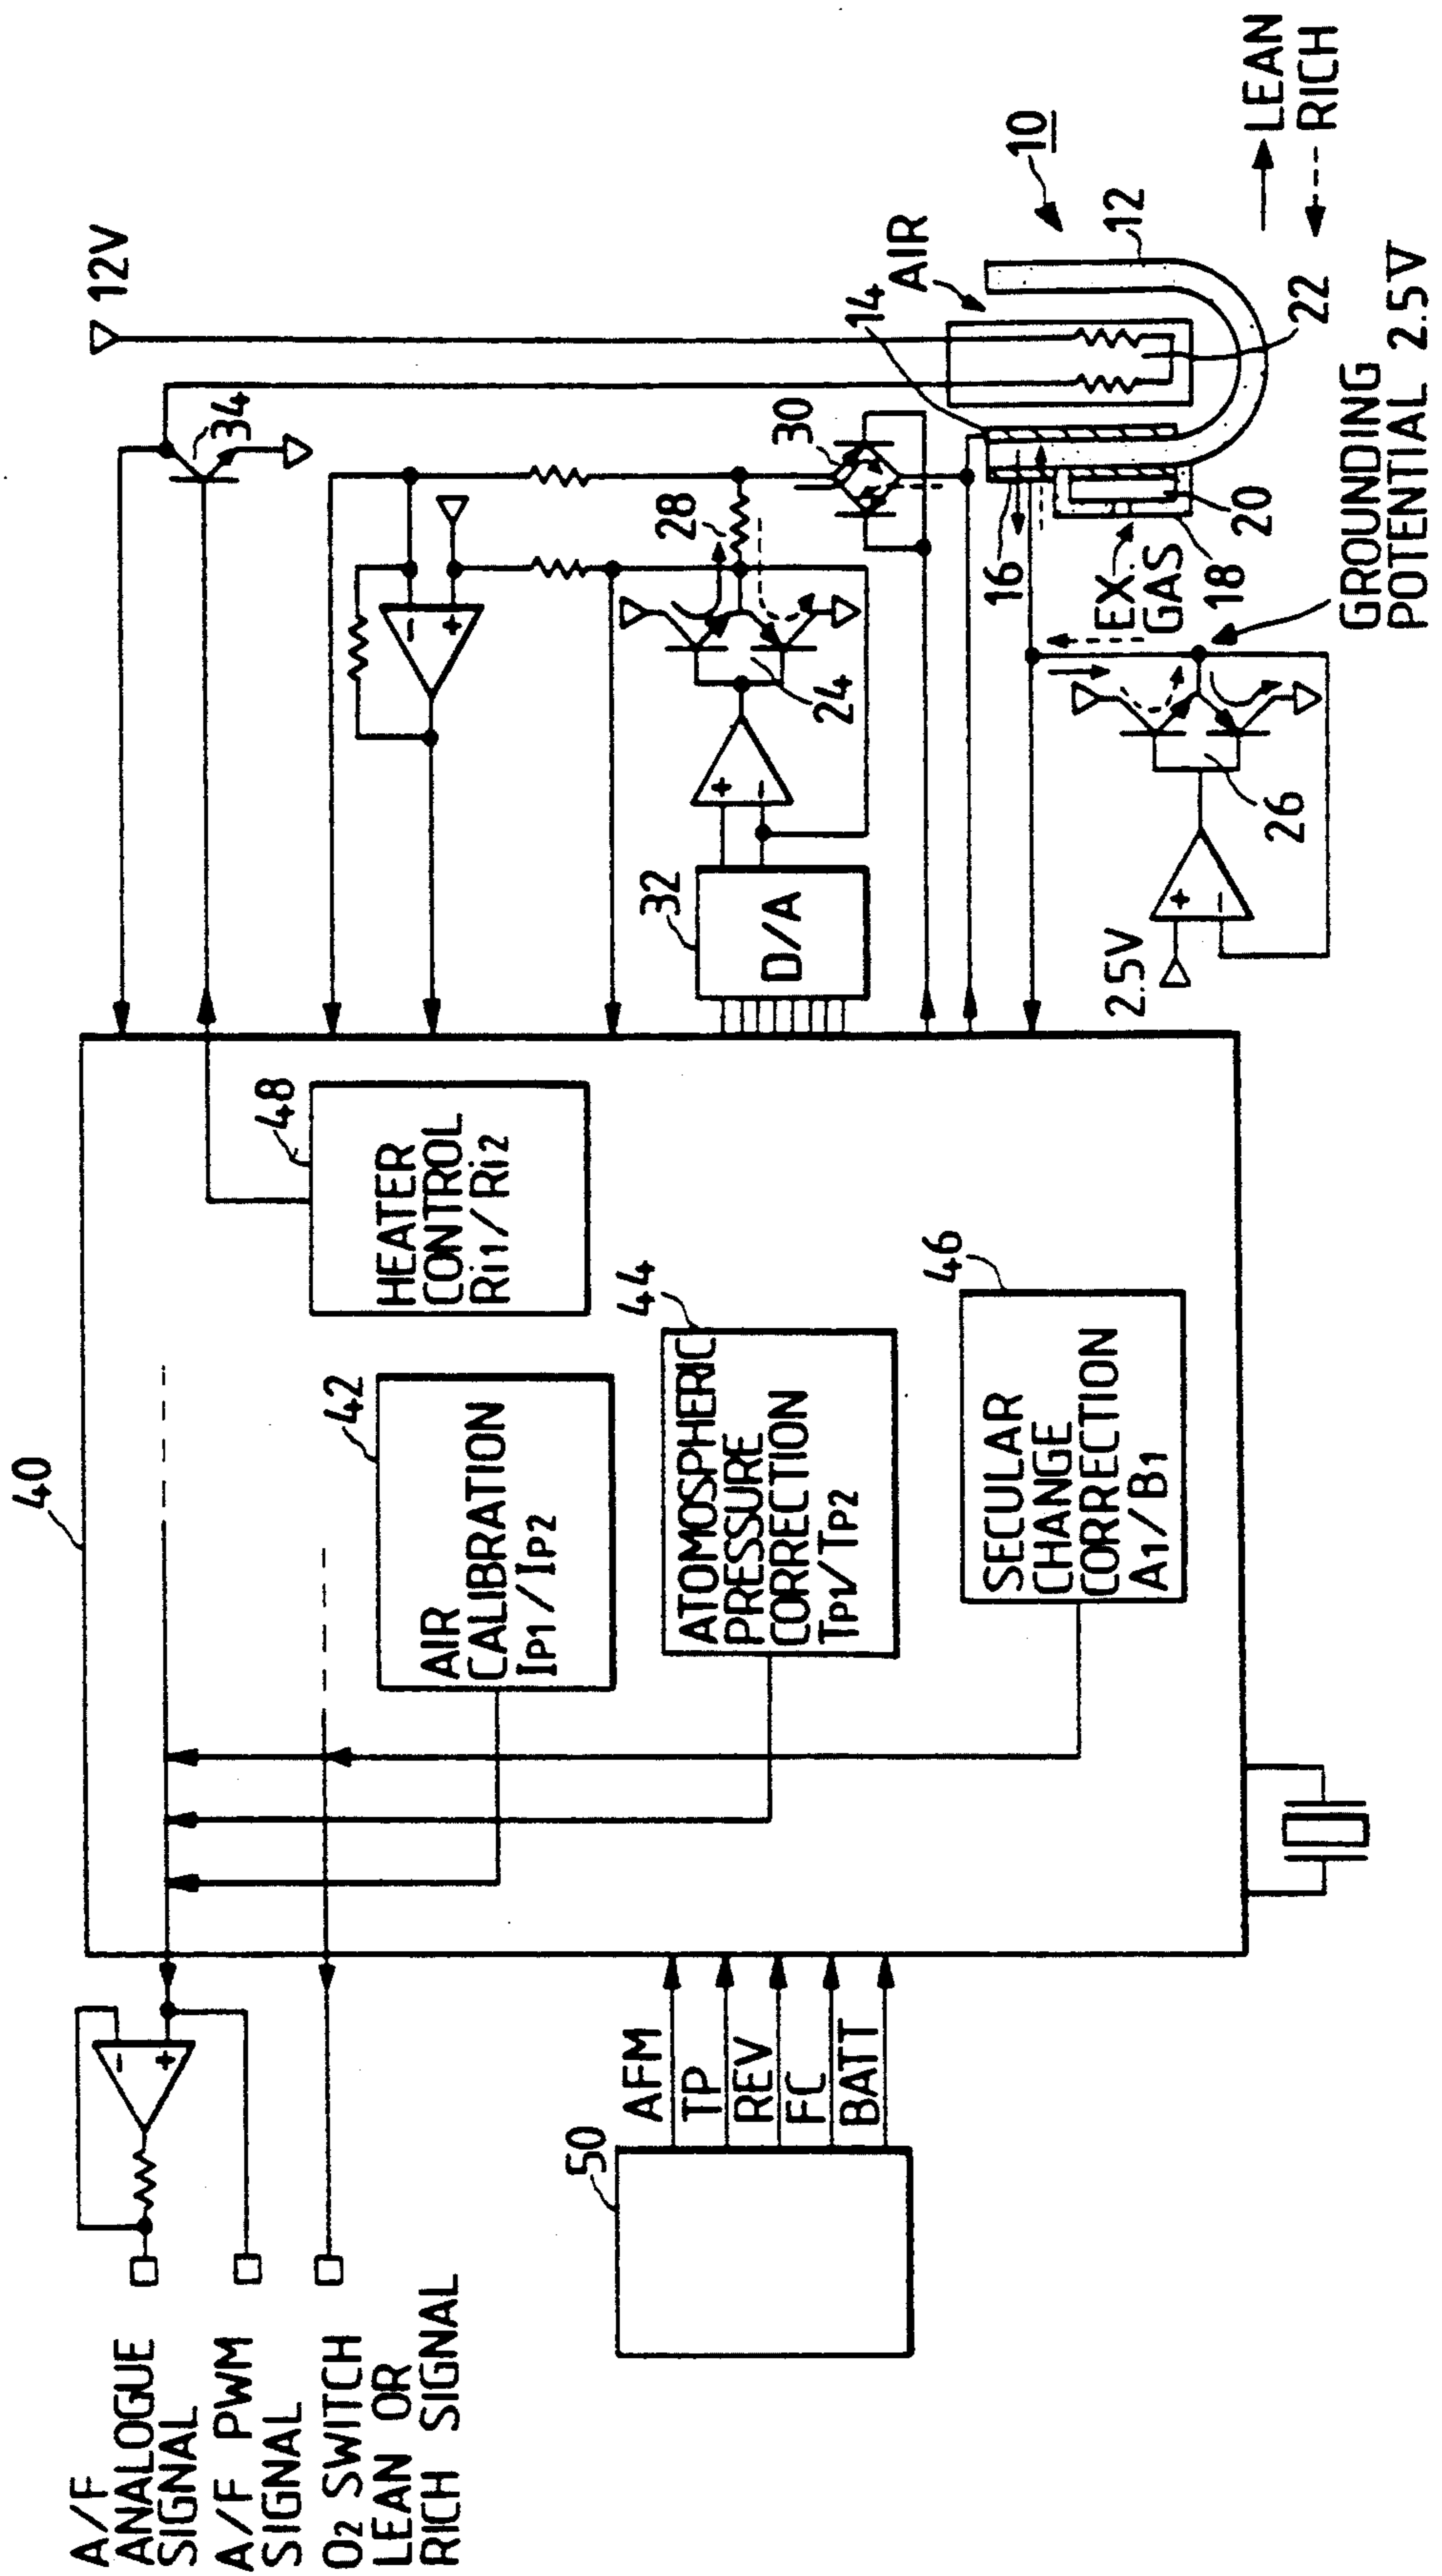 A/F
ANALOGUE
SIGNAL
A/F PWM
SIGNAL
O2 SWITCH
LEAN OR
RICH SIGNAL
-
+
50
AFM
TP
REV
FC
BATT
40
42
AIR
CALIBRATION
IP1/IP2
44
ATOMOSPHERIC
PRESSURE
CORRECTION
TP1/TP2
46
SECULAR
CHANGE
CORRECTION
A1/B1
48
HEATER
CONTROL
Ri1/Ri2
34
12V
-
+
32
D/A
+
-
24
28
30
2.5V
+
-
26
GROUNDING
POTENTIAL 2.5V
EX.
GAS
16
18
20
14
AIR
22
12
10
LEAN
RICH